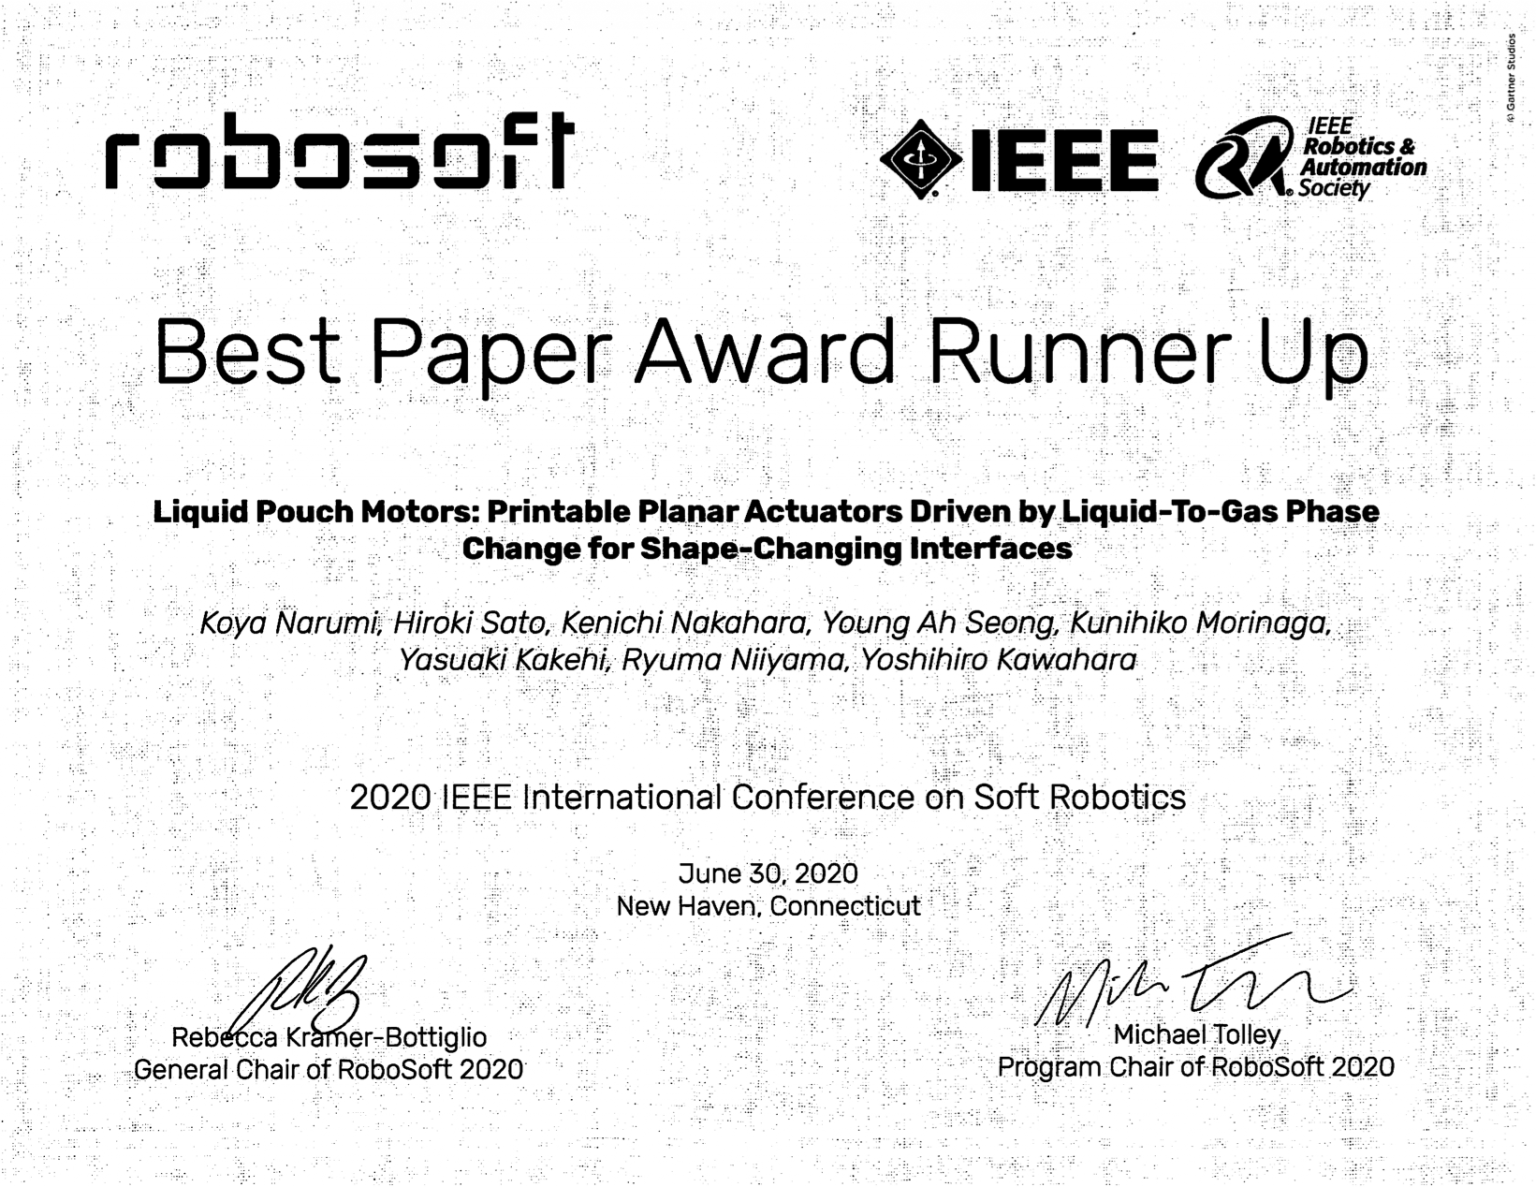 © Gartner Studios
robosoft
IEEE
IEEE
Robotics &
Automation
Society
Best Paper Award Runner Up
Liquid Pouch Motors: Printable Planar Actuators Driven by Liquid-To-Gas Phase
Change for Shape-Changing Interfaces
Koya Narumi, Hiroki Sato, Kenichi Nakahara, Young Ah Seong, Kunihiko Morinaga,
Yasuaki Kakehi, Ryuma Niiyama, Yoshihiro Kawahara
2020 IEEE International Conference on Soft Robotics
June 30, 2020
New Haven, Connecticut
Rebecca Kramer-Bottiglio
General Chair of RoboSoft 2020
Michael Tolley
Program Chair of RoboSoft 2020